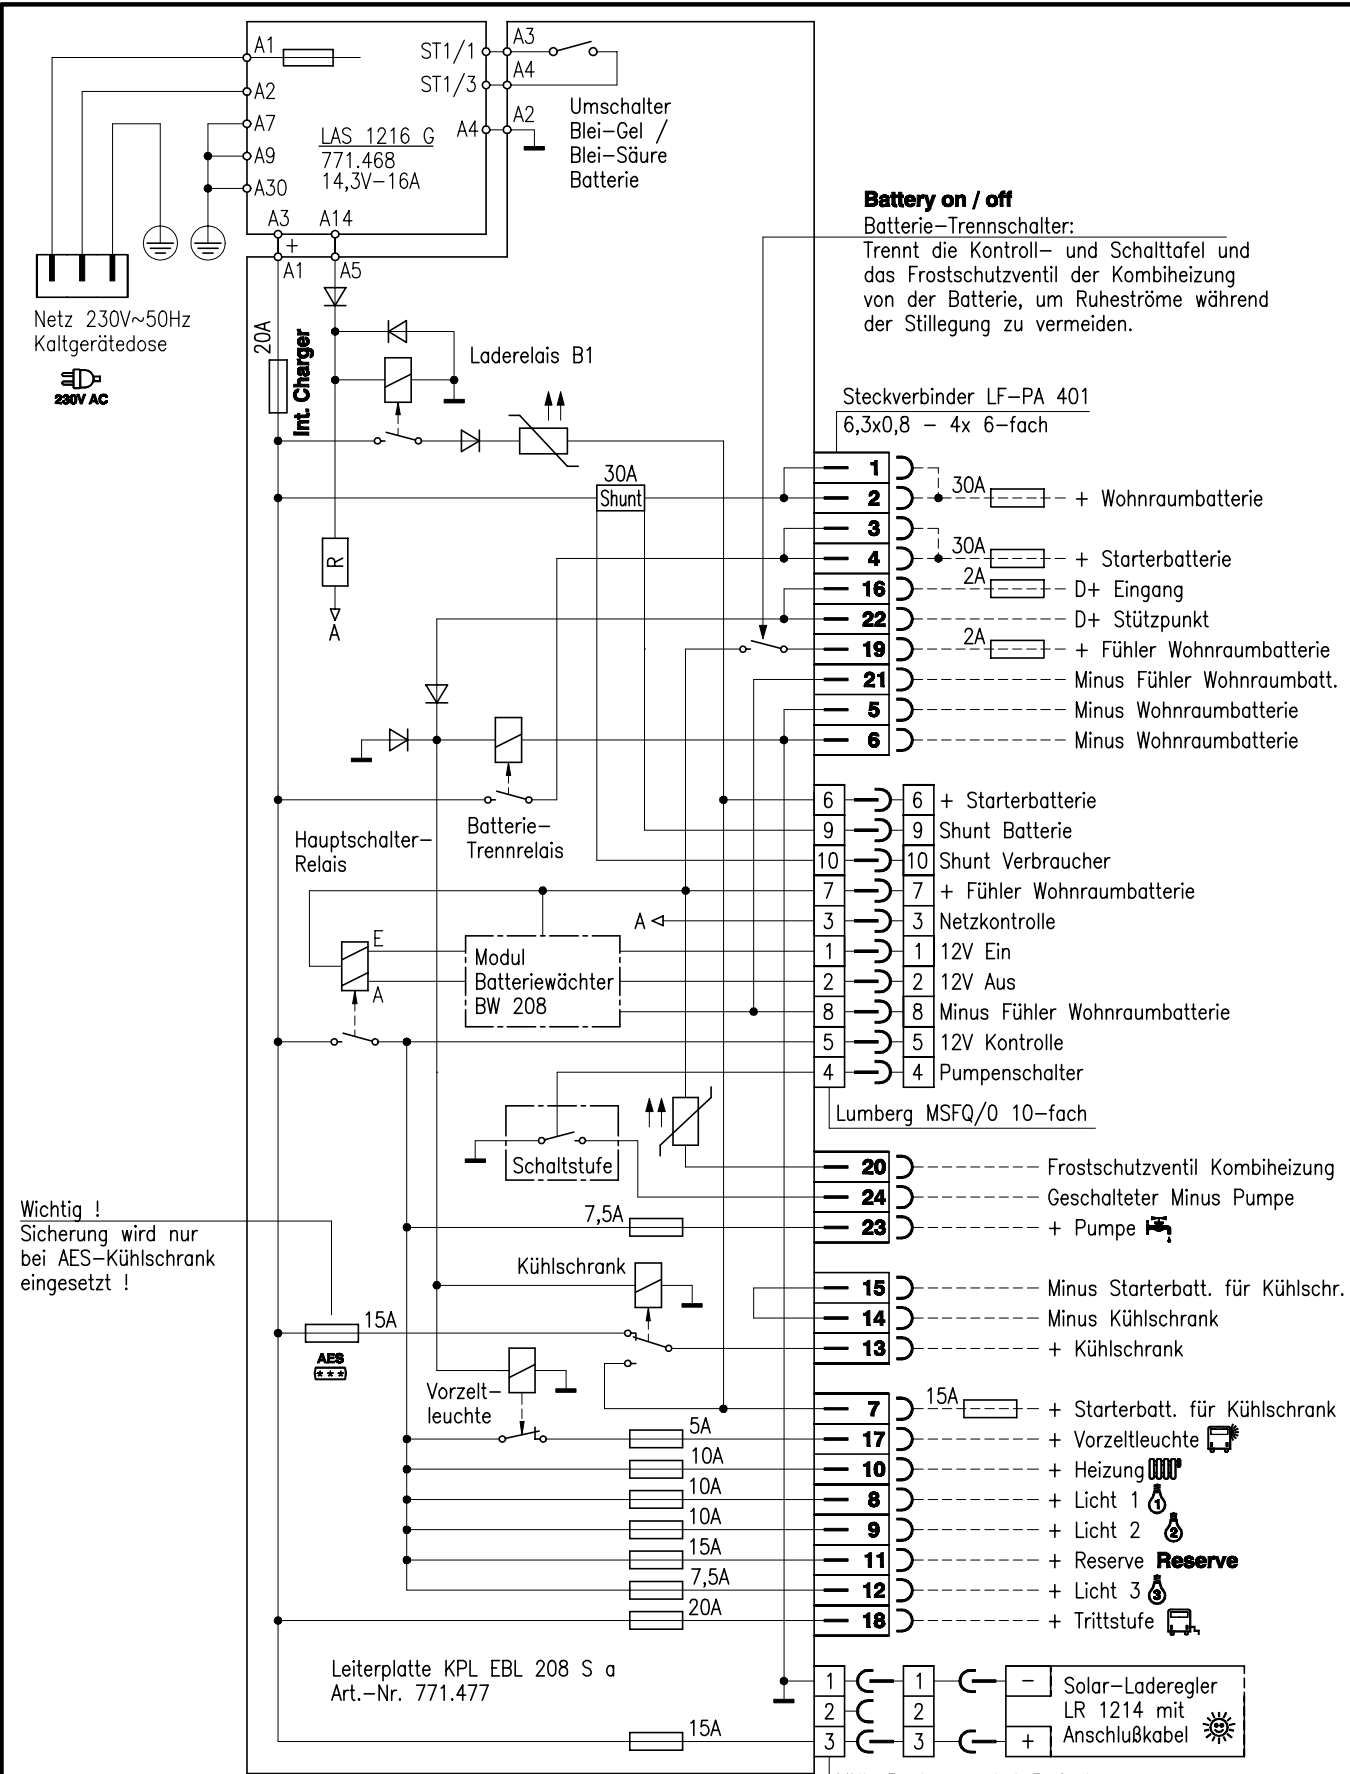 A1
A2
A7
A9
A30
LAS 1216 G
771.468
14,3V-16A
ST1/1
ST1/3
A4
A3
A4
A2
A3
A14
+
A1
A5
Umschalter
Blei-Gel /
Blei-Säure
Batterie
Netz 230V~50Hz
Kaltgerätedose
230V AC
Battery on / off
Batterie-Trennschalter:
Trennt die Kontroll- und Schalttafel und
das Frostschutzventil der Kombiheizung
von der Batterie, um Ruheströme während
der Stillegung zu vermeiden.
20A
Int. Charger
Laderelais B1
30A
Shunt
R
A
Steckverbinder LF-PA 401
6,3x0,8 - 4x 6-fach
1
2 30A + Wohnraumbatterie
3
4 30A + Starterbatterie
16 2A D+ Eingang
22 D+ Stützpunkt
19 2A + Fühler Wohnraumbatterie
21 Minus Fühler Wohnraumbatt.
5 Minus Wohnraumbatterie
6 Minus Wohnraumbatterie
Hauptschalter-
Relais
Batterie-
Trennrelais
6 6 + Starterbatterie
9 9 Shunt Batterie
10 10 Shunt Verbraucher
7 7 + Fühler Wohnraumbatterie
A 3 3 Netzkontrolle
1 1 12V Ein
2 2 12V Aus
8 8 Minus Fühler Wohnraumbatterie
5 5 12V Kontrolle
4 4 Pumpenschalter
Lumberg MSFQ/O 10-fach
E
A
Modul
Batteriewächter
BW 208
Schaltstufe
20 Frostschutzventil Kombiheizung
24 Geschalteter Minus Pumpe
7,5A 23 + Pumpe
Wichtig !
Sicherung wird nur
bei AES-Kühlschrank
eingesetzt !
15A
AES
***
Kühlschrank
15 Minus Starterbatt. für Kühlschr.
14 Minus Kühlschrank
13 + Kühlschrank
Vorzelt-
leuchte
7 15A + Starterbatt. für Kühlschrank
5A 17 + Vorzeltleuchte
10A 10 + Heizung
10A 8 + Licht 1 1
10A 9 + Licht 2 2
15A 11 + Reserve Reserve
7,5A 12 + Licht 3 3
20A 18 + Trittstufe
Leiterplatte KPL EBL 208 S a
Art.-Nr. 771.477
15A
1 1 -
2 2
3 3 +
Solar-Laderegler
LR 1214 mit
Anschlußkabel